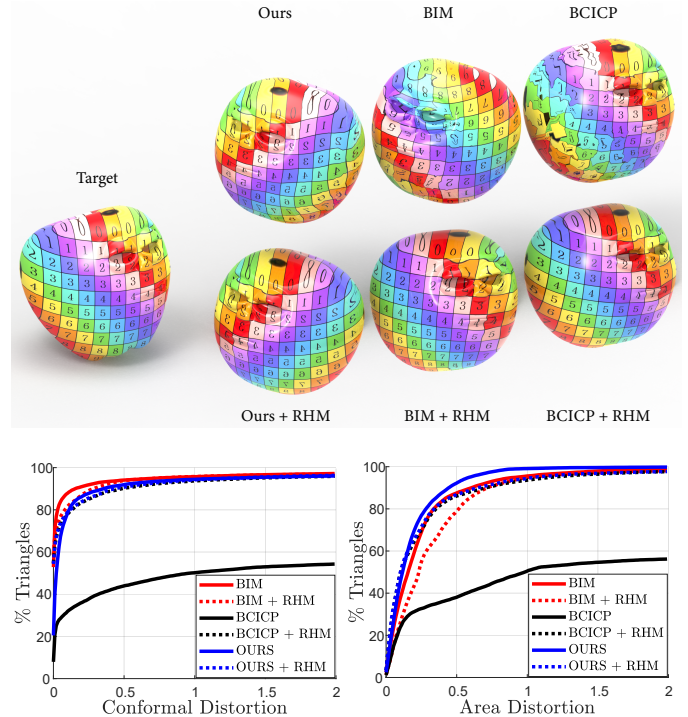 Ours BIM BCICP
Target
Ours + RHM BIM + RHM BCICP + RHM
% Triangles
100
80
60
40
20
0
0 0.5 1 1.5 2
Conformal Distortion
BIM
BIM + RHM
BCICP
BCICP + RHM
OURS
OURS + RHM
% Triangles
100
80
60
40
20
0
0 0.5 1 1.5 2
Area Distortion
BIM
BIM + RHM
BCICP
BCICP + RHM
OURS
OURS + RHM